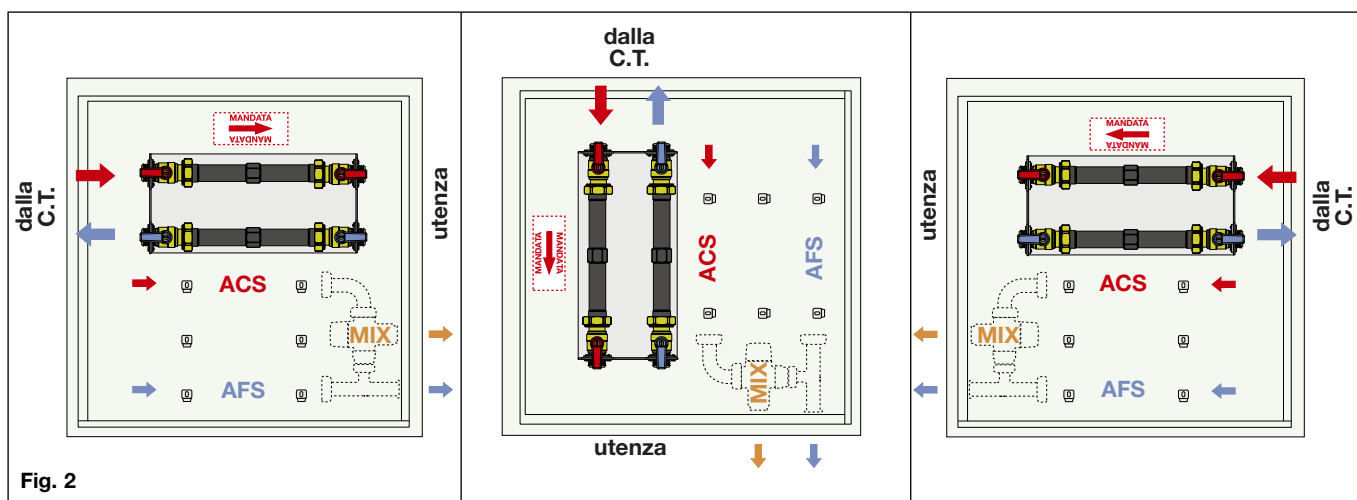 dalla
C.T.
MANDATA
MANDATA
utenza
ACS
MIX
AFS
Fig. 2
dalla
C.T.
MANDATA
MANDATA
ACS
AFS
MIX
utenza
MANDATA
MANDATA
utenza
dalla
C.T.
ACS
MIX
AFS